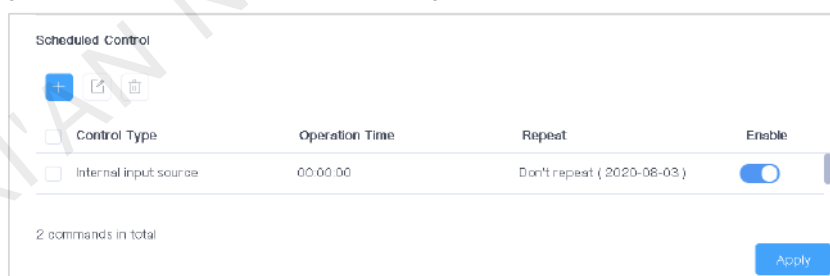 Scheduled Control
Control Type Operation Time Repeat Enable
Internal input source 00:00:00 Don't repeat ( 2020-08-03 )
2 commands in total
Apply